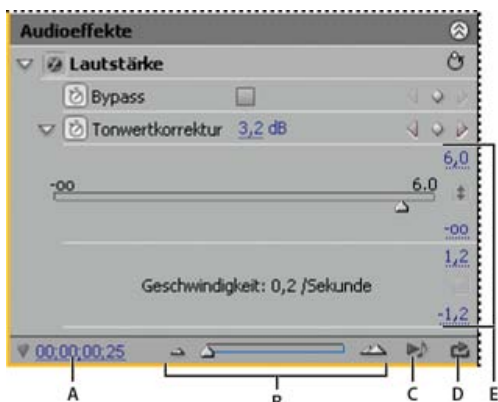 Audioeffekte
Lautstärke
Bypass
Tonwertkorrektur 3,2 dB
6,0
-oo 6.0
-oo
1,2
Geschwindigkeit: 0,2 /Sekunde
-1,2
00;00;00;25
A B C D E